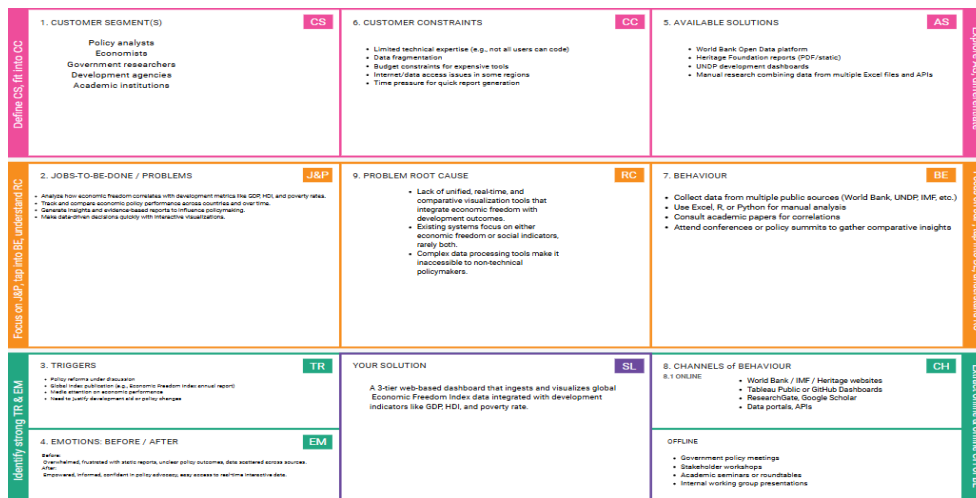 Define CS, fit into CC
1. CUSTOMER SEGMENT(S)
CS
Policy analysts
Economists
Government researchers
Development agencies
Academic institutions
6. CUSTOMER CONSTRAINTS
CC
• Limited technical expertise (e.g., not all users can code)
• Data fragmentation
• Budget constraints for expensive tools
• Internet/data access issues in some regions
• Time pressure for quick report generation
5. AVAILABLE SOLUTIONS
AS
• World Bank Open Data platform
• Heritage Foundation reports (PDF/static)
• UNDP development dashboards
• Manual research combining data from multiple Excel files and APIs
Focus on J&P, tap into BE, understand RC
2. JOBS-TO-BE-DONE / PROBLEMS
J&P
• Analyze how economic freedom correlates with development metrics like GDP, HDI, and poverty rates.
• Track and compare economic policy performance across countries and over time.
• Generate insights and evidence-based reports to influence policymaking.
• Make data-driven decisions quickly with interactive visualizations.
9. PROBLEM ROOT CAUSE
RC
• Lack of unified, real-time, and
comparative visualization tools that
integrate economic freedom with
development outcomes.
• Existing systems focus on either
economic freedom or social indicators,
rarely both.
• Complex data processing tools make it
inaccessible to non-technical
policymakers.
7. BEHAVIOUR
BE
• Collect data from multiple public sources (World Bank, UNDP, IMF, etc.)
• Use Excel, R, or Python for manual analysis
• Consult academic papers for correlations
• Attend conferences or policy summits to gather comparative insights
Identify strong TR & EM
3. TRIGGERS
TR
• Policy reforms under discussion
• Global index publication (e.g., Economic Freedom Index annual report)
• Media attention on economic performance
• Need to justify development aid or policy changes
4. EMOTIONS: BEFORE / AFTER
EM
Before:
Overwhelmed, frustrated with static reports, unclear policy outcomes, data scattered across sources.
After:
Empowered, informed, confident in policy advocacy, easy access to real-time interactive data.
YOUR SOLUTION
SL
A 3-tier web-based dashboard that ingests and visualizes global
Economic Freedom Index data integrated with development
indicators like GDP, HDI, and poverty rate.
8. CHANNELS of BEHAVIOUR
CH
8.1 ONLINE
• World Bank / IMF / Heritage websites
• Tableau Public or GitHub Dashboards
• ResearchGate, Google Scholar
• Data portals, APIs
OFFLINE
• Government policy meetings
• Stakeholder workshops
• Academic seminars or roundtables
• Internal working group presentations